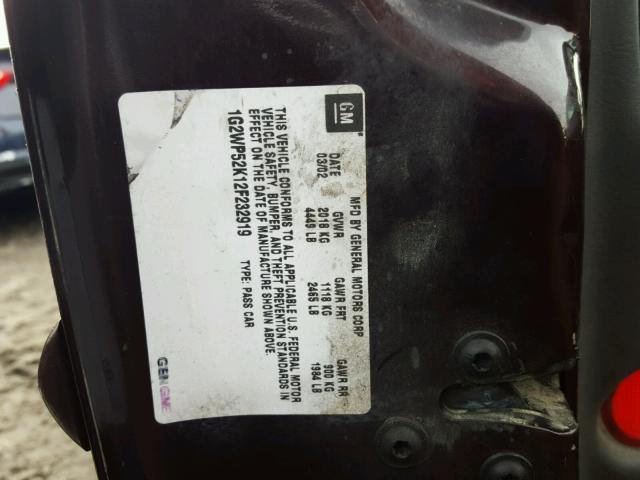 GM
MFD BY GENERAL MOTORS CORP
DATE GVWR GAWR FRT GAWR RR
03/02 2018 KG 1118 KG 900 KG
4449 LB 2465 LB 1984 LB
THIS VEHICLE CONFORMS TO ALL APPLICABLE U.S. FEDERAL MOTOR
VEHICLE SAFETY, BUMPER, AND THEFT PREVENTION STANDARDS IN
EFFECT ON THE DATE OF MANUFACTURE SHOWN ABOVE.
1G2WP52K12F232919 TYPE: PASS CAR